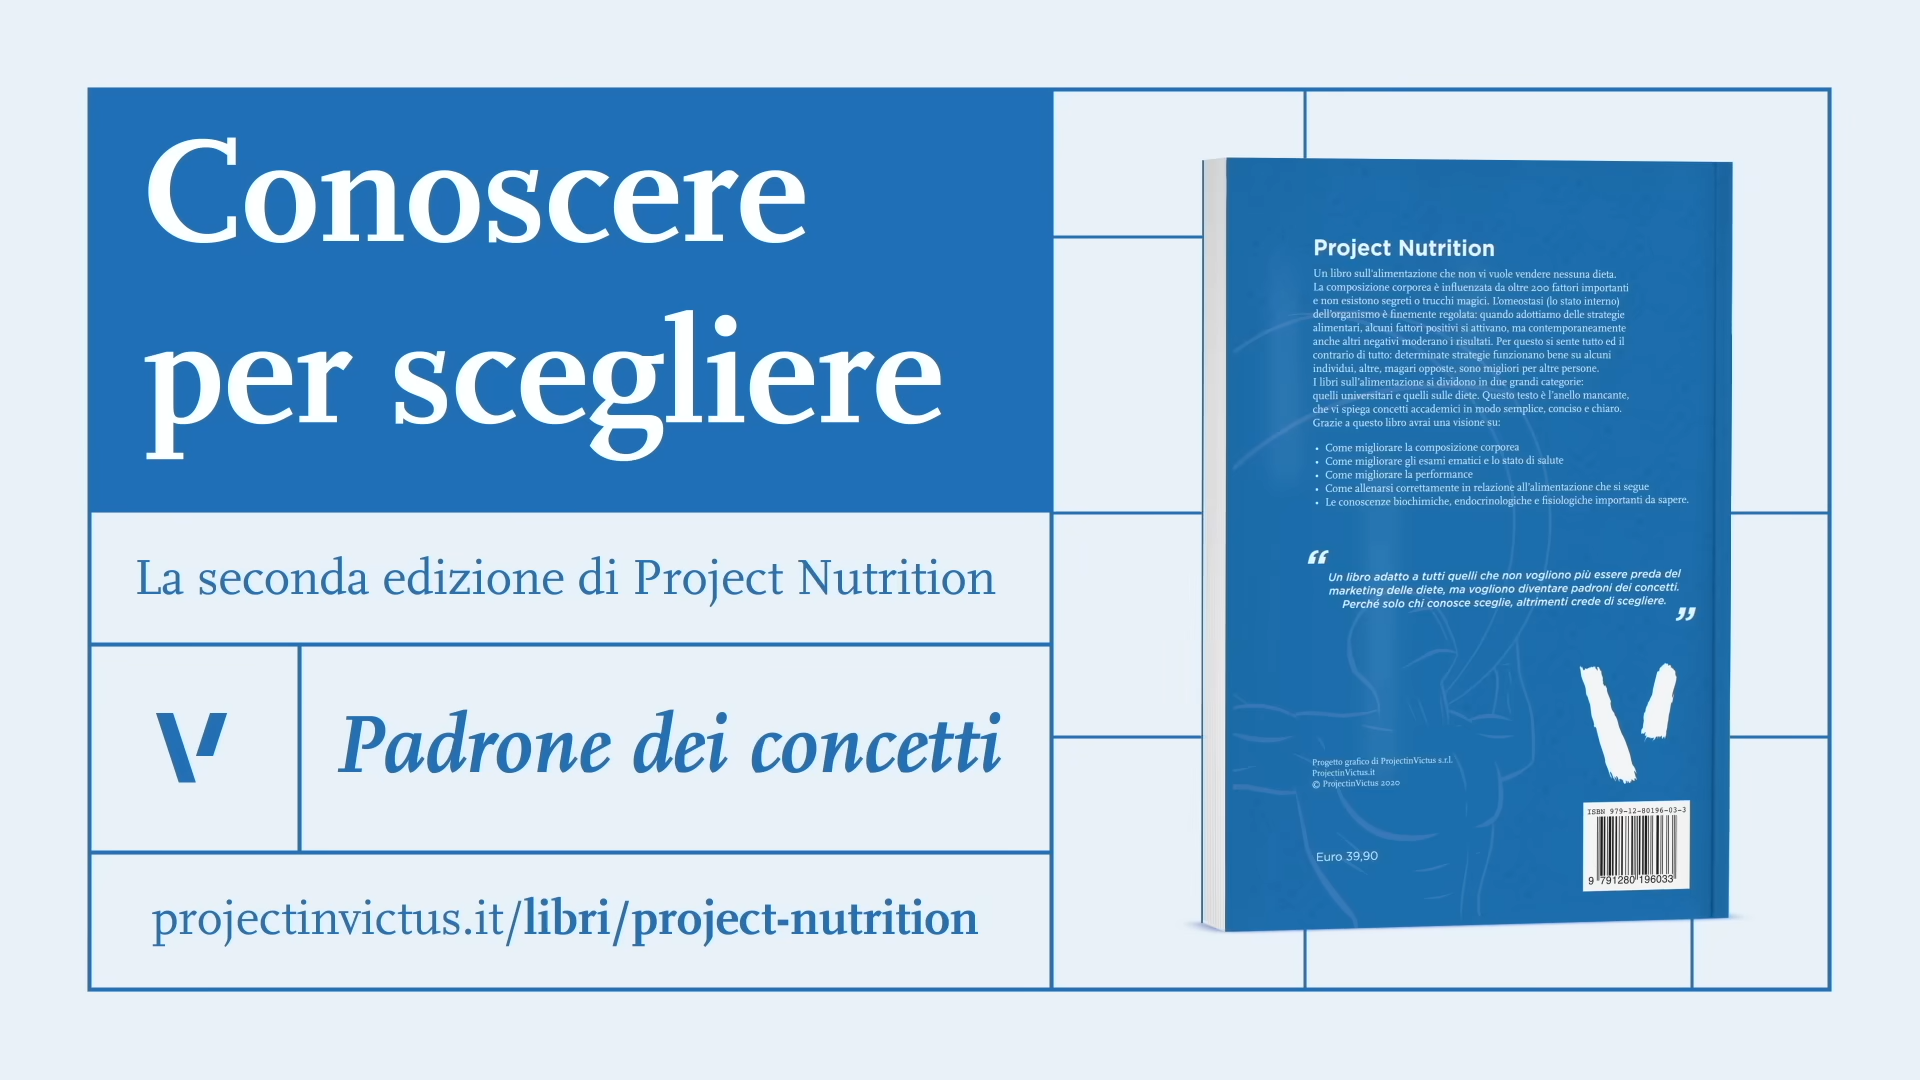 Conoscere
per scegliere
La seconda edizione di Project Nutrition
Padrone dei concetti
projectinvictus.it/libri/project-nutrition
Project Nutrition
Un libro sull'alimentazione che non vi vuole vendere nessuna dieta.
La composizione corporea è influenzata da oltre 200 fattori importanti
e non esistono segreti o trucchi magici. L'omeostasi (lo stato interno)
dell'organismo è finemente regolata: quando adottiamo delle strategie
alimentari, alcuni fattori positivi si attivano, ma contemporaneamente
anche altri negativi moderano i risultati. Per questo si sente tutto ed il
contrario di tutto: determinate strategie funzionano bene su alcuni
individui, altre, magari opposte, sono migliori per altre persone.
I libri sull'alimentazione si dividono in due grandi categorie:
quelli universitari e quelli sulle diete. Questo testo è l'anello mancante,
che vi spiega concetti accademici in modo semplice, conciso e chiaro.
Grazie a questo libro avrai una visione su:
• Come migliorare la composizione corporea
• Come migliorare gli esami ematici e lo stato di salute
• Come migliorare la performance
• Come allenarsi correttamente in relazione all'alimentazione che si segue
• Le conoscenze biochimiche, endocrinologiche e fisiologiche importanti da sapere.
“
Un libro adatto a tutti quelli che non vogliono più essere preda del
marketing delle diete, ma vogliono diventare padroni dei concetti.
Perché solo chi conosce sceglie, altrimenti crede di scegliere.
”
Progetto grafico di ProjectinVictus s.r.l.
ProjectinVictus.it
© ProjectinVictus 2020
Euro 39,90
ISBN 979-12-80196-03-3
9 791280 196033